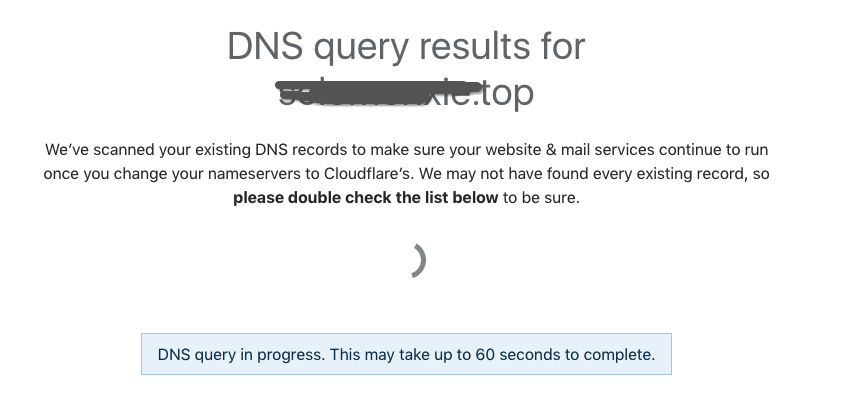 DNS query results for
.top
We've scanned your existing DNS records to make sure your website & mail services continue to run
once you change your nameservers to Cloudflare's. We may not have found every existing record, so
please double check the list below to be sure.
DNS query in progress. This may take up to 60 seconds to complete.